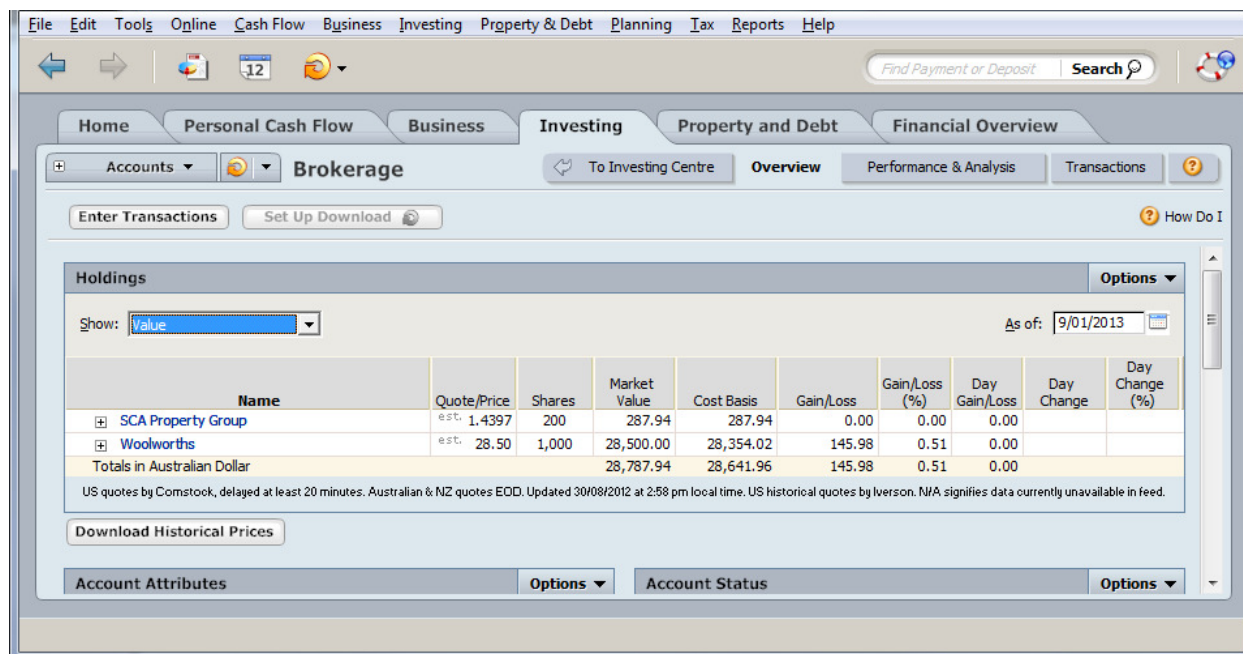 File Edit Tools Online Cash Flow Business Investing Property & Debt Planning Tax Reports Help
12 Find Payment or Deposit Search
Home Personal Cash Flow Business Investing Property and Debt Financial Overview
Accounts Brokerage To Investing Centre Overview Performance & Analysis Transactions ?
Enter Transactions Set Up Download ? How Do I
Holdings Options
Show: Value As of: 9/01/2013
Name Quote/Price Shares Market Value Cost Basis Gain/Loss Gain/Loss (%) Day Gain/Loss Day Change Day Change (%)
SCA Property Group est. 1.4397 200 287.94 287.94 0.00 0.00 0.00
Woolworths est. 28.50 1,000 28,500.00 28,354.02 145.98 0.51 0.00
Totals in Australian Dollar 28,787.94 28,641.96 145.98 0.51 0.00
US quotes by Comstock, delayed at least 20 minutes. Australian & NZ quotes EOD. Updated 30/08/2012 at 2:58 pm local time. US historical quotes by Iverson. N/A signifies data currently unavailable in feed.
Download Historical Prices
Account Attributes Options Account Status Options